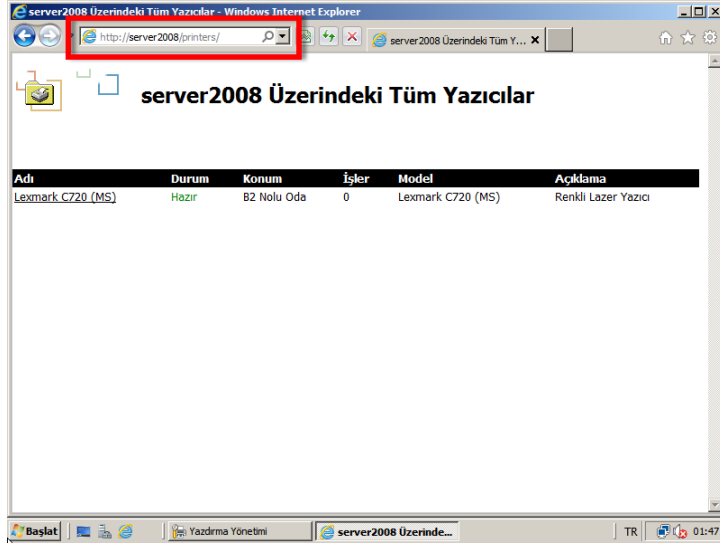 server2008 Üzerindeki Tüm Yazıcılar - Windows Internet Explorer
http://server2008/printers/
server2008 Üzerindeki Tüm Y...
server2008 Üzerindeki Tüm Yazıcılar
Adı Durum Konum İşler Model Açıklama
Lexmark C720 (MS) Hazır B2 Nolu Oda 0 Lexmark C720 (MS) Renkli Lazer Yazıcı
Başlat Yazdırma Yönetimi server2008 Üzerinde... TR 01:47